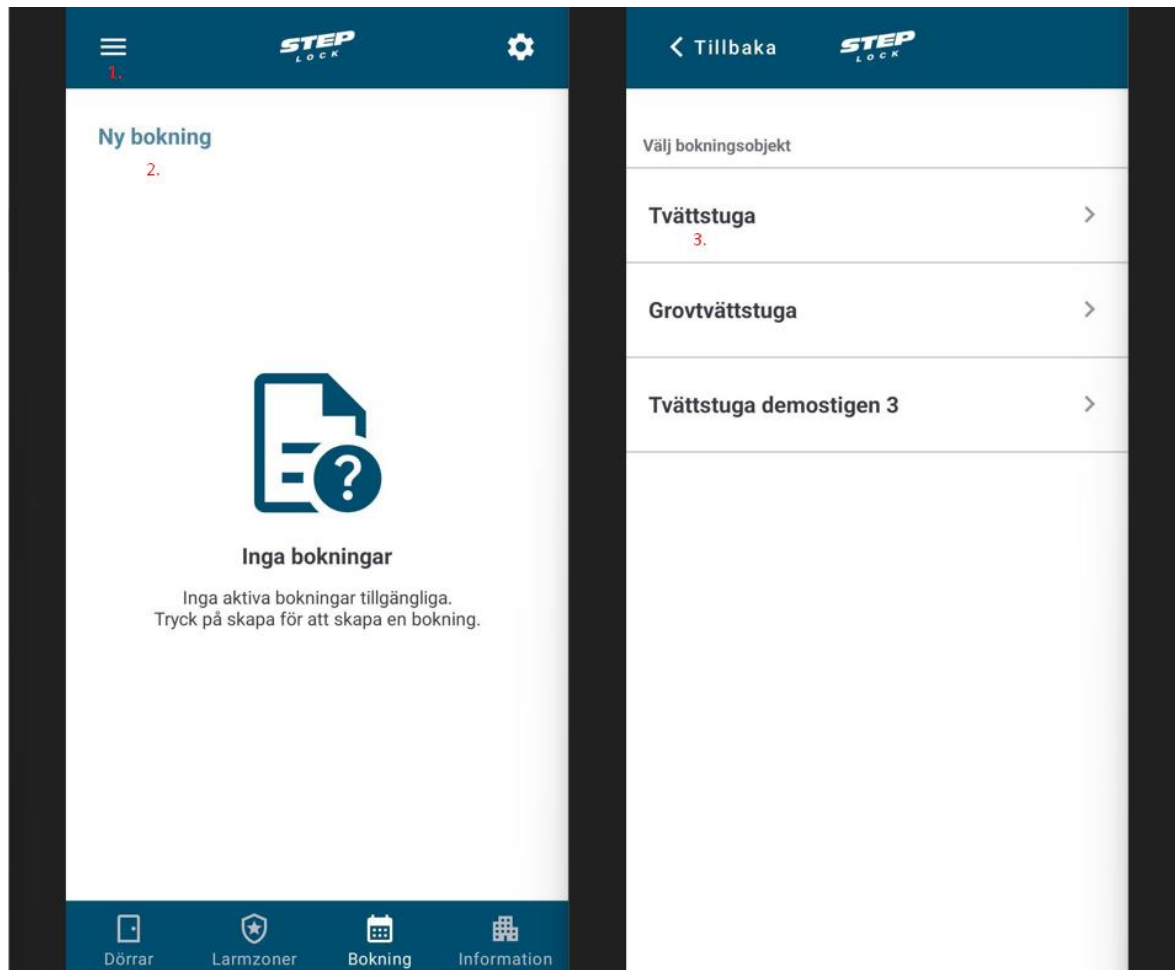 STEP
LOCK
1.
Ny bokning
2.
Inga bokningar
Inga aktiva bokningar tillgängliga.
Tryck på skapa för att skapa en bokning.
Dörrar
Larmzoner
Bokning
Information
Tillbaka
STEP
LOCK
Välj bokningsobjekt
Tvättstuga
3.
Grovtvättstuga
Tvättstuga demostigen 3